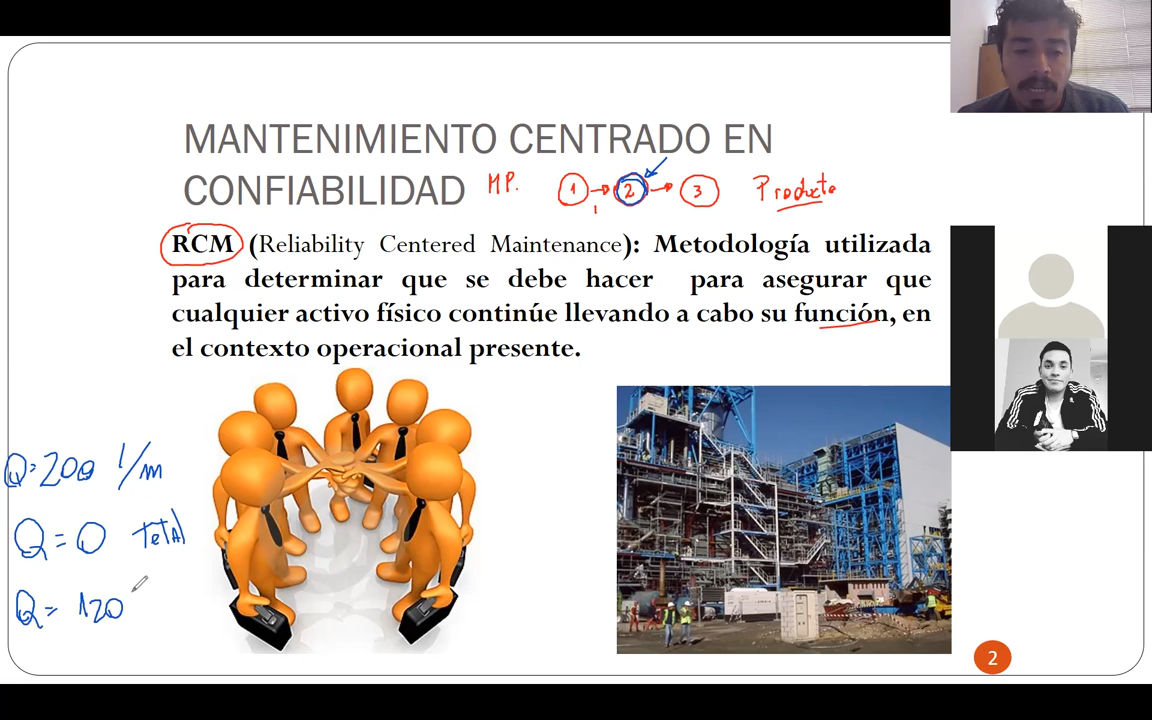 MANTENIMIENTO CENTRADO EN
CONFIABILIDAD MP. 1 → 2 → 3 Producto
RCM (Reliability Centered Maintenance): Metodología utilizada
para determinar que se debe hacer para asegurar que
cualquier activo físico continúe llevando a cabo su función, en
el contexto operacional presente.
Q=200 l/m
Q=0 TOTAL
Q=120
2